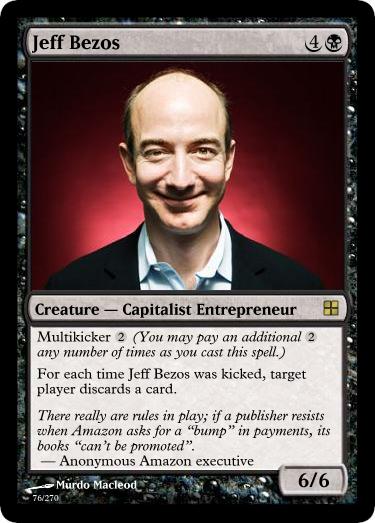 Jeff Bezos 4
Creature — Capitalist Entrepreneur
Multikicker 2 (You may pay an additional 2
any number of times as you cast this spell.)
For each time Jeff Bezos was kicked, target
player discards a card.
There really are rules in play; if a publisher resists
when Amazon asks for a “bump” in payments, its
books “can’t be promoted”.
— Anonymous Amazon executive
6/6
Murdo Macleod
76/270